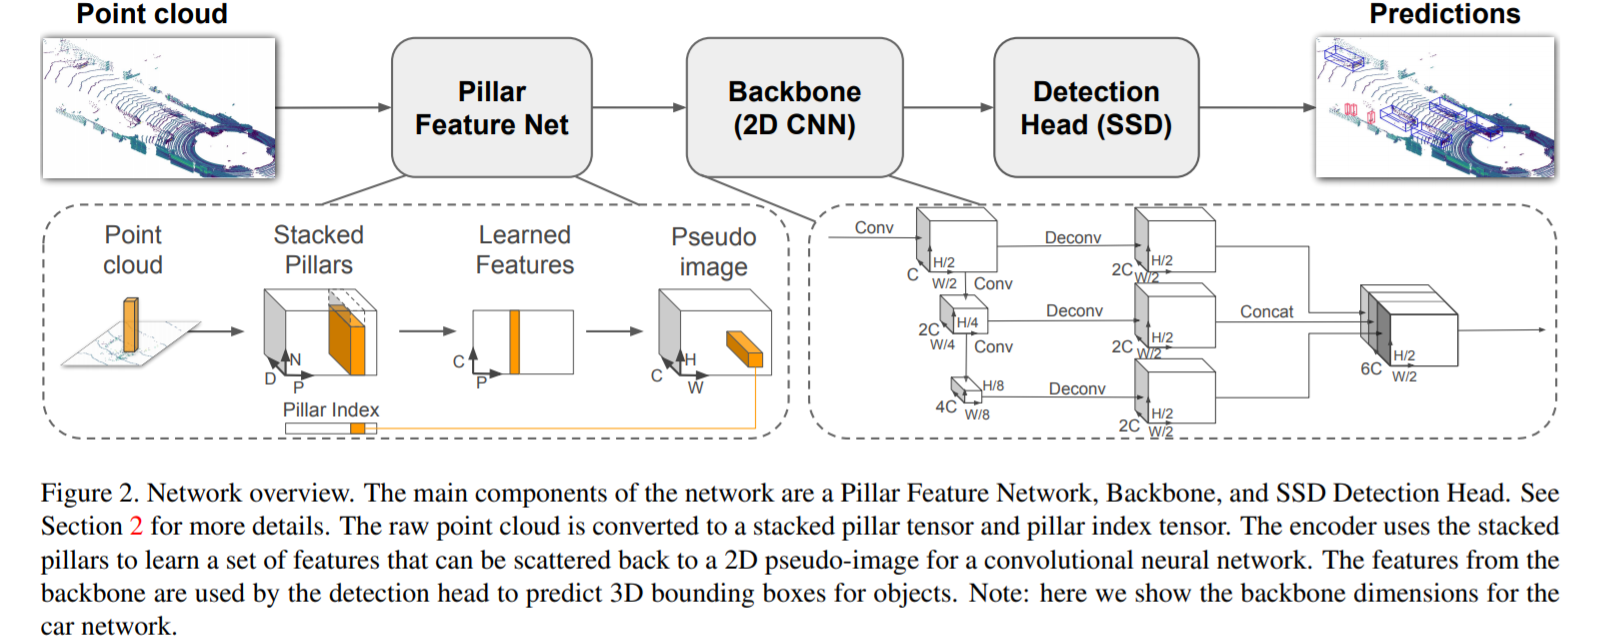 Point cloud
Predictions
Pillar
Feature Net
Backbone
(2D CNN)
Detection
Head (SSD)
Point
cloud
Stacked
Pillars
Learned
Features
Pseudo
image
N
D
P
Pillar Index
C
P
H
C
W
Conv
H/2
C
W/2
Conv
H/4
2C
W/4
Conv
H/8
4C
W/8
Deconv
H/2
2C
W/2
Deconv
H/2
2C
W/2
Deconv
H/2
2C
W/2
Concat
H/2
6C
W/2
Figure 2. Network overview. The main components of the network are a Pillar Feature Network, Backbone, and SSD Detection Head. See
Section 2 for more details. The raw point cloud is converted to a stacked pillar tensor and pillar index tensor. The encoder uses the stacked
pillars to learn a set of features that can be scattered back to a 2D pseudo-image for a convolutional neural network. The features from the
backbone are used by the detection head to predict 3D bounding boxes for objects. Note: here we show the backbone dimensions for the
car network.